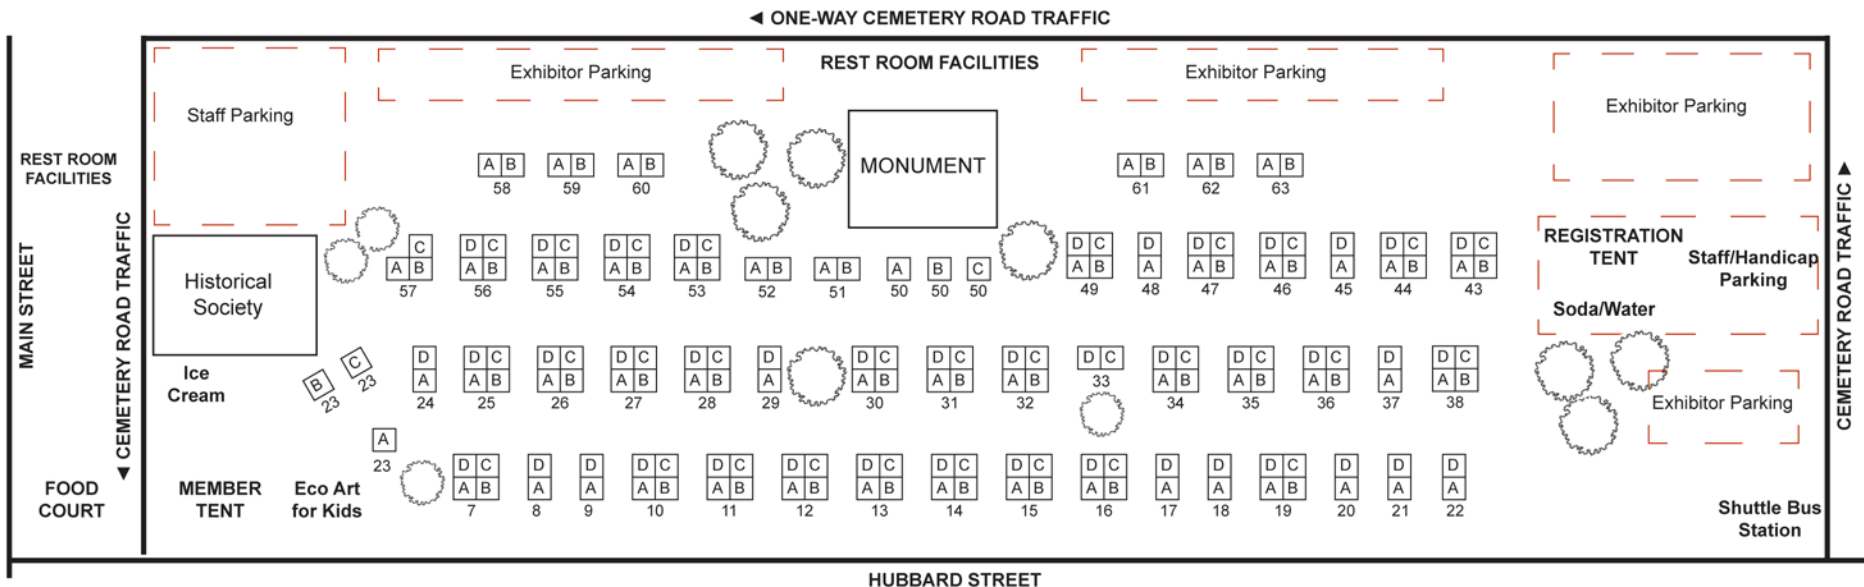 ◄ ONE-WAY CEMETERY ROAD TRAFFIC
Staff Parking
Exhibitor Parking
REST ROOM FACILITIES
Exhibitor Parking
Exhibitor Parking
REST ROOM
FACILITIES
MONUMENT
A B
58
A B
59
A B
60
A B
61
A B
62
A B
63
MAIN STREET
◄ CEMETERY ROAD TRAFFIC
Historical
Society
C
A B
57
D C
A B
56
D C
A B
55
D C
A B
54
D C
A B
53
A B
52
A B
51
A
50
B
50
C
50
D C
A B
49
D
A
48
D C
A B
47
D C
A B
46
D
A
45
D C
A B
44
D C
A B
43
REGISTRATION
TENT
Staff/Handicap
Parking
Soda/Water
CEMETERY ROAD TRAFFIC ►
Ice
Cream
B
23
C
23
D
A
24
D C
A B
25
D C
A B
26
D C
A B
27
D C
A B
28
D
A
29
D C
A B
30
D C
A B
31
D C
A B
32
D C
33
D C
A B
34
D C
A B
35
D C
A B
36
D
A
37
D C
A B
38
Exhibitor Parking
A
23
FOOD
COURT
MEMBER
TENT
Eco Art
for Kids
D C
A B
7
D
A
8
D
A
9
D C
A B
10
D C
A B
11
D C
A B
12
D C
A B
13
D C
A B
14
D C
A B
15
D C
A B
16
D
A
17
D
A
18
D C
A B
19
D
A
20
D
A
21
D
A
22
Shuttle Bus
Station
HUBBARD STREET